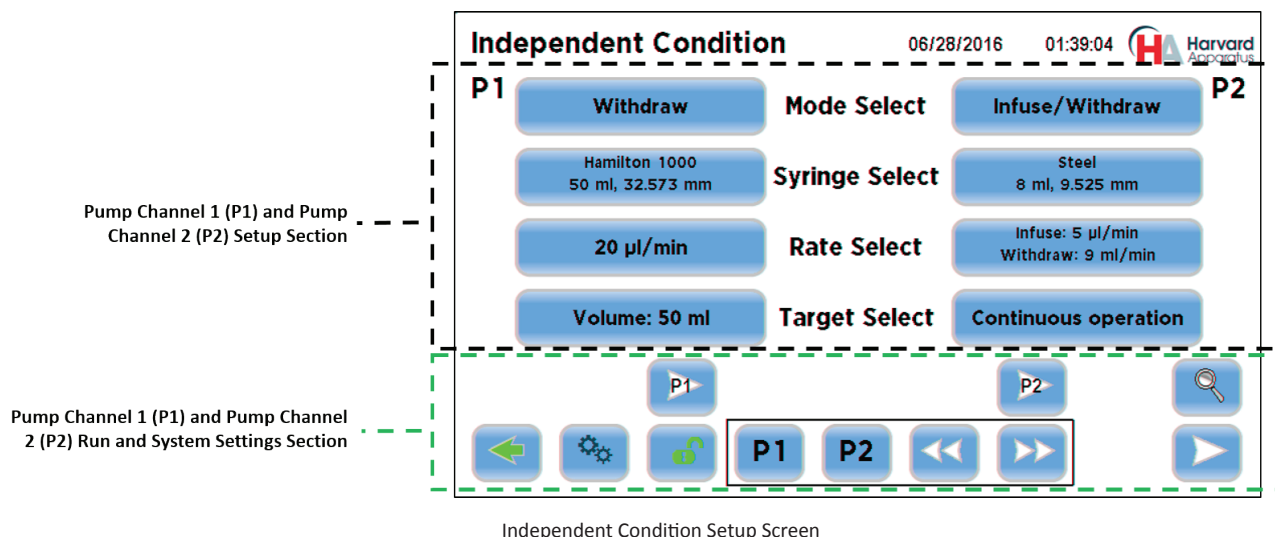 Independent Condition
06/28/2016 01:39:04
HA Harvard
Apparatus
P1
P2
Withdraw
Mode Select
Infuse/Withdraw
Hamilton 1000
50 ml, 32.573 mm
Syringe Select
Steel
8 ml, 9.525 mm
Pump Channel 1 (P1) and Pump
Channel 2 (P2) Setup Section
20 µl/min
Rate Select
Infuse: 5 µl/min
Withdraw: 9 ml/min
Volume: 50 ml
Target Select
Continuous operation
P1
P2
Pump Channel 1 (P1) and Pump Channel
2 (P2) Run and System Settings Section
P1
P2
Independent Condition Setup Screen